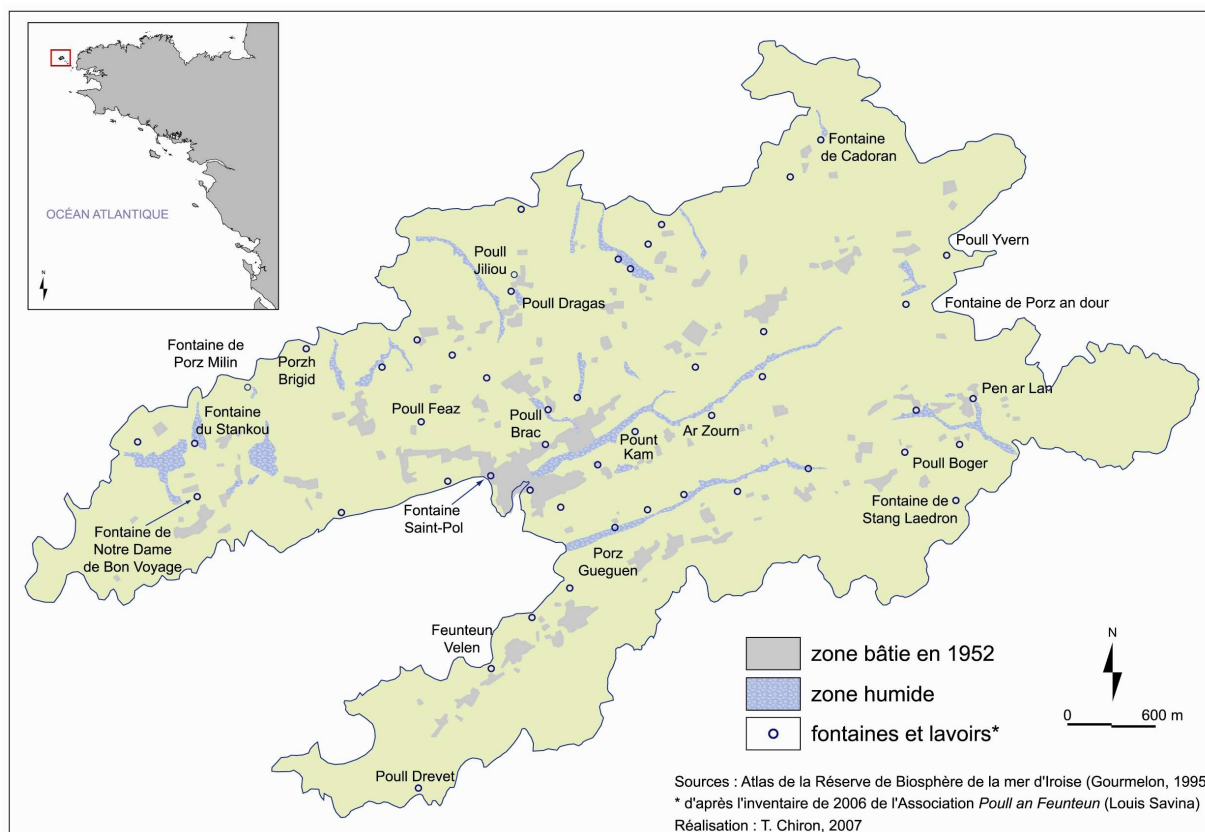 OCÉAN ATLANTIQUE
N
Fontaine
de Cadoran
Poull Yvern
Poull
Jiliou
Poull Dragas
Fontaine de Porz an dour
Fontaine de
Porz Milin
Porzh
Brigid
Pen ar Lan
Fontaine
du Stankou
Poull Feaz
Poull
Brac
Pount
Kam
Ar Zourn
Poull Boger
Fontaine
Saint-Pol
Fontaine de
Stang Laedron
Fontaine de
Notre Dame
de Bon Voyage
Porz
Gueguen
Feunteun
Velen
Poull Drevet
zone bâtie en 1952
zone humide
fontaines et lavoirs*
N
0 600 m
Sources : Atlas de la Réserve de Biosphère de la mer d'Iroise (Gourmelon, 1995
* d'après l'inventaire de 2006 de l'Association Poull an Feunteun (Louis Savina)
Réalisation : T. Chiron, 2007